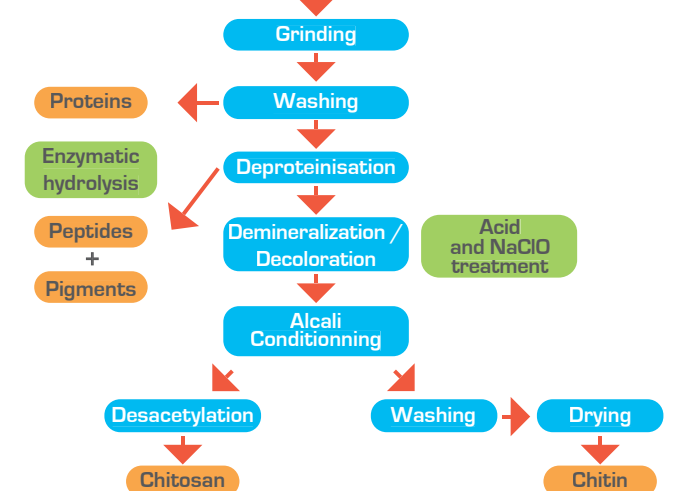 Grinding
Proteins
Washing
Enzymatic
hydrolysis
Deproteinisation
Peptides
+
Pigments
Demineralization /
Decoloration
Acid
and NaClO
treatment
Alcali
Conditionning
Desacetylation
Washing
Drying
Chitosan
Chitin